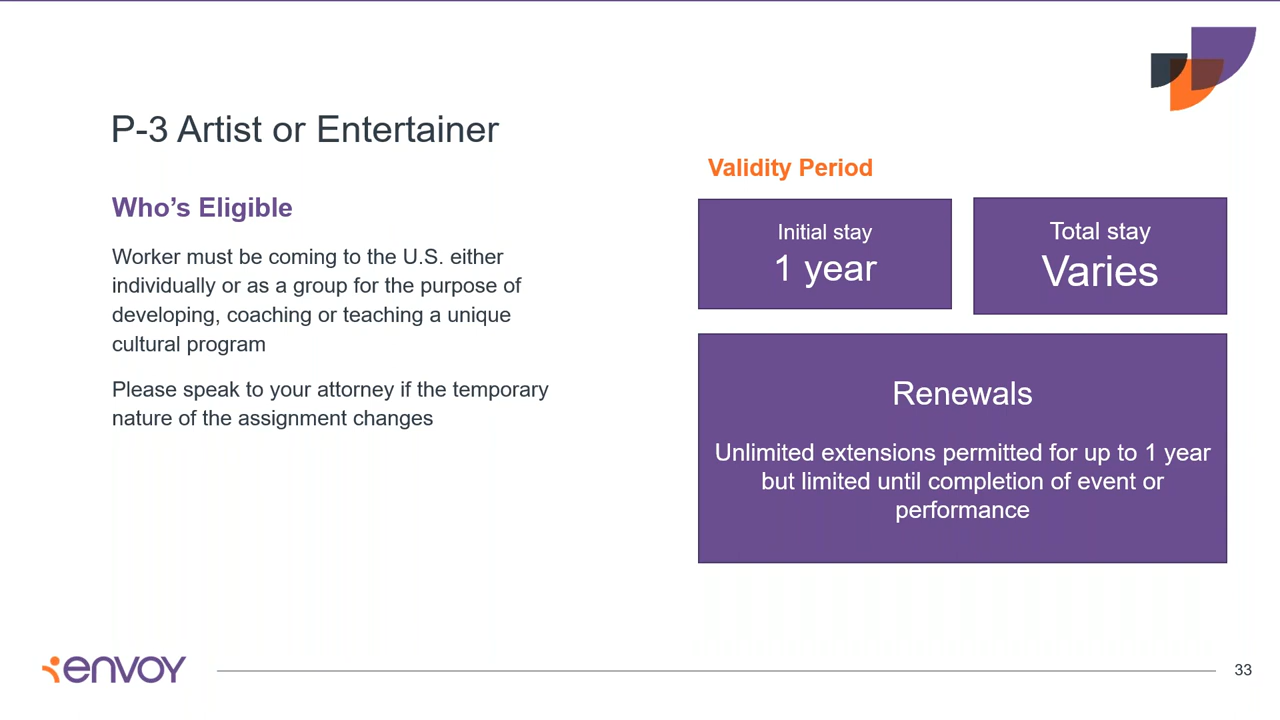 P-3 Artist or Entertainer
Who’s Eligible
Worker must be coming to the U.S. either
individually or as a group for the purpose of
developing, coaching or teaching a unique
cultural program
Please speak to your attorney if the temporary
nature of the assignment changes
Validity Period
Initial stay
1 year
Total stay
Varies
Renewals
Unlimited extensions permitted for up to 1 year
but limited until completion of event or
performance
envoy
33